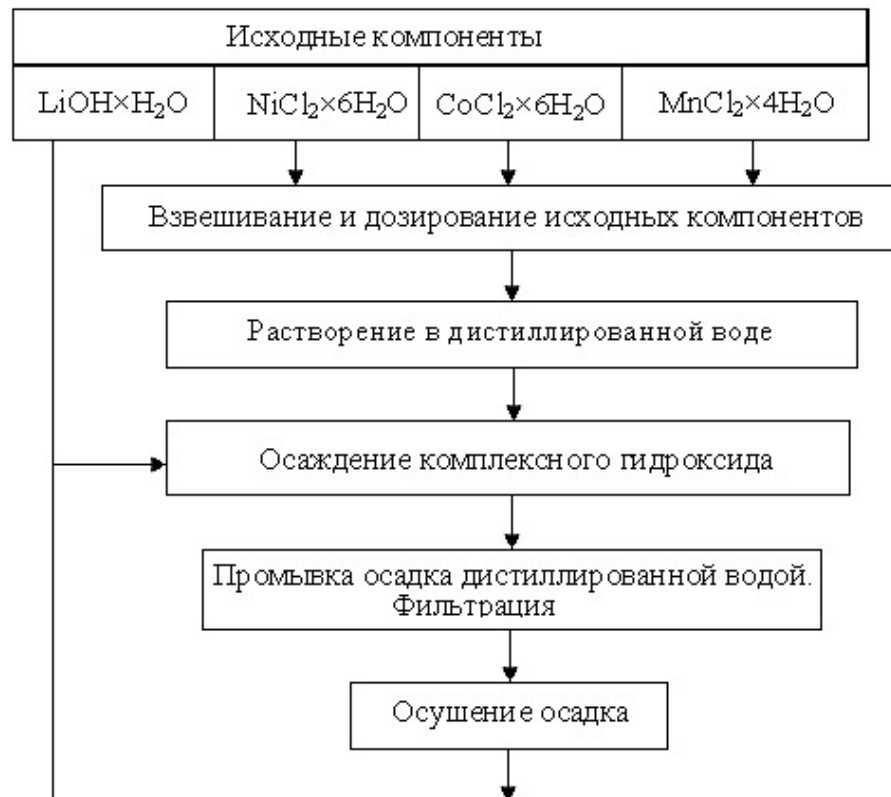 Исходные компоненты
LiOH×H₂O NiCl₂×6H₂O CoCl₂×6H₂O MnCl₂×4H₂O
Взвешивание и дозирование исходных компонентов
Растворение в дистиллированной воде
Осаждение комплексного гидроксида
Промывка осадка дистиллированной водой.
Фильтрация
Осушение осадка